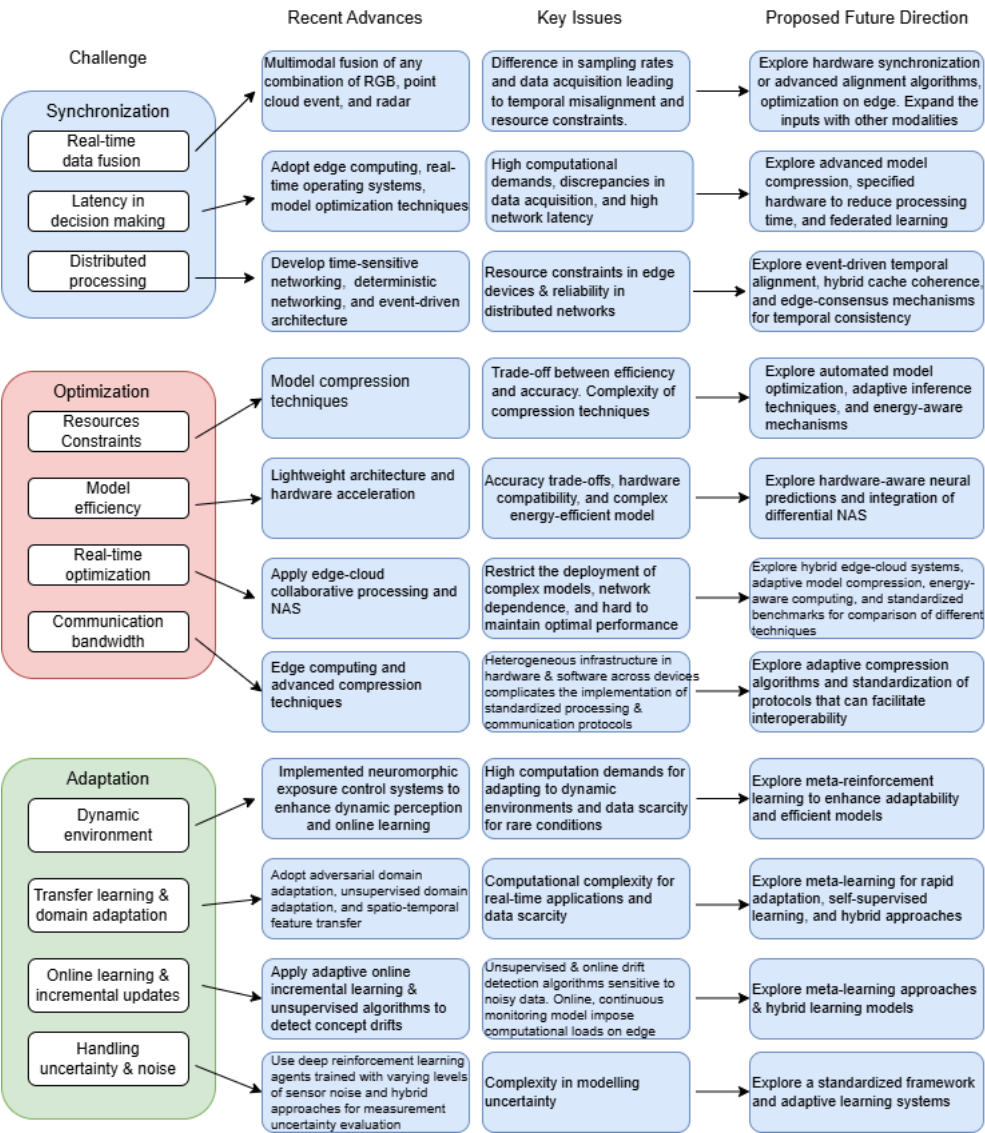 Recent Advances
Key Issues
Proposed Future Direction
Challenge
Synchronization
Real-time
data fusion
Multimodal fusion of any
combination of RGB, point
cloud event, and radar
Difference in sampling rates
and data acquisition leading
to temporal misalignment and
resource constraints.
Explore hardware synchronization
or advanced alignment algorithms,
optimization on edge. Expand the
inputs with other modalities
Latency in
decision making
Adopt edge computing, real-
time operating systems,
model optimization techniques
High computational
demands, discrepancies in
data acquisition, and high
network latency
Explore advanced model
compression, specified
hardware to reduce processing
time, and federated learning
Distributed
processing
Develop time-sensitive
networking, deterministic
networking, and event-driven
architecture
Resource constraints in edge
devices & reliability in
distributed networks
Explore event-driven temporal
alignment, hybrid cache coherence,
and edge-consensus mechanisms
for temporal consistency
Optimization
Resources
Constraints
Model compression
techniques
Trade-off between efficiency
and accuracy. Complexity of
compression techniques
Explore automated model
optimization, adaptive inference
techniques, and energy-aware
mechanisms
Model
efficiency
Lightweight architecture and
hardware acceleration
Accuracy trade-offs, hardware
compatibility, and complex
energy-efficient model
Explore hardware-aware neural
predictions and integration of
differential NAS
Real-time
optimization
Apply edge-cloud
collaborative processing and
NAS
Restrict the deployment of
complex models, network
dependence, and hard to
maintain optimal performance
Explore hybrid edge-cloud systems,
adaptive model compression, energy-
aware computing, and standardized
benchmarks for comparison of different
techniques
Communication
bandwidth
Edge computing and
advanced compression
techniques
Heterogeneous infrastructure in
hardware & software across devices
complicates the implementation of
standardized processing &
communication protocols
Explore adaptive compression
algorithms and standardization of
protocols that can facilitate
interoperability
Adaptation
Dynamic
environment
Implemented neuromorphic
exposure control systems to
enhance dynamic perception
and online learning
High computation demands for
adapting to dynamic
environments and data scarcity
for rare conditions
Explore meta-reinforcement
learning to enhance adaptability
and efficient models
Transfer learning &
domain adaptation
Adopt adversarial domain
adaptation, unsupervised domain
adaptation, and spatio-temporal
feature transfer
Computational complexity for
real-time applications and
data scarcity
Explore meta-learning for rapid
adaptation, self-supervised
learning, and hybrid approaches
Online learning &
incremental updates
Apply adaptive online
incremental learning &
unsupervised algorithms to
detect concept drifts
Unsupervised & online drift
detection algorithms sensitive to
noisy data. Online, continuous
monitoring model impose
computational loads on edge
Explore meta-learning approaches
& hybrid learning models
Handling
uncertainty & noise
Use deep reinforcement learning
agents trained with varying levels
of sensor noise and hybrid
approaches for measurement
uncertainty evaluation
Complexity in modelling
uncertainty
Explore a standardized framework
and adaptive learning systems